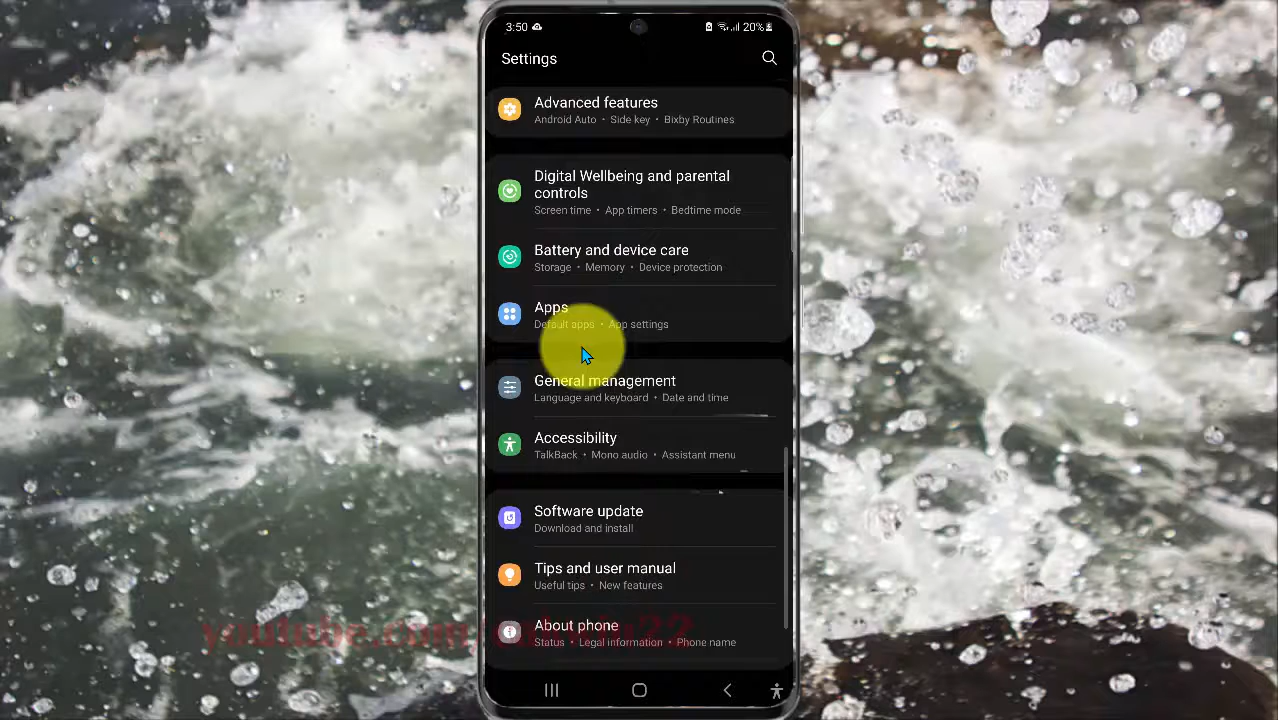 3:50
20%
Settings
Advanced features
Android Auto • Side key • Bixby Routines
Digital Wellbeing and parental
controls
Screen time • App timers • Bedtime mode
Battery and device care
Storage • Memory • Device protection
Apps
Default apps • App settings
General management
Language and keyboard • Date and time
Accessibility
TalkBack • Mono audio • Assistant menu
Software update
Download and install
Tips and user manual
Useful tips • New features
About phone
Status • Legal information • Phone name
youtube.com/